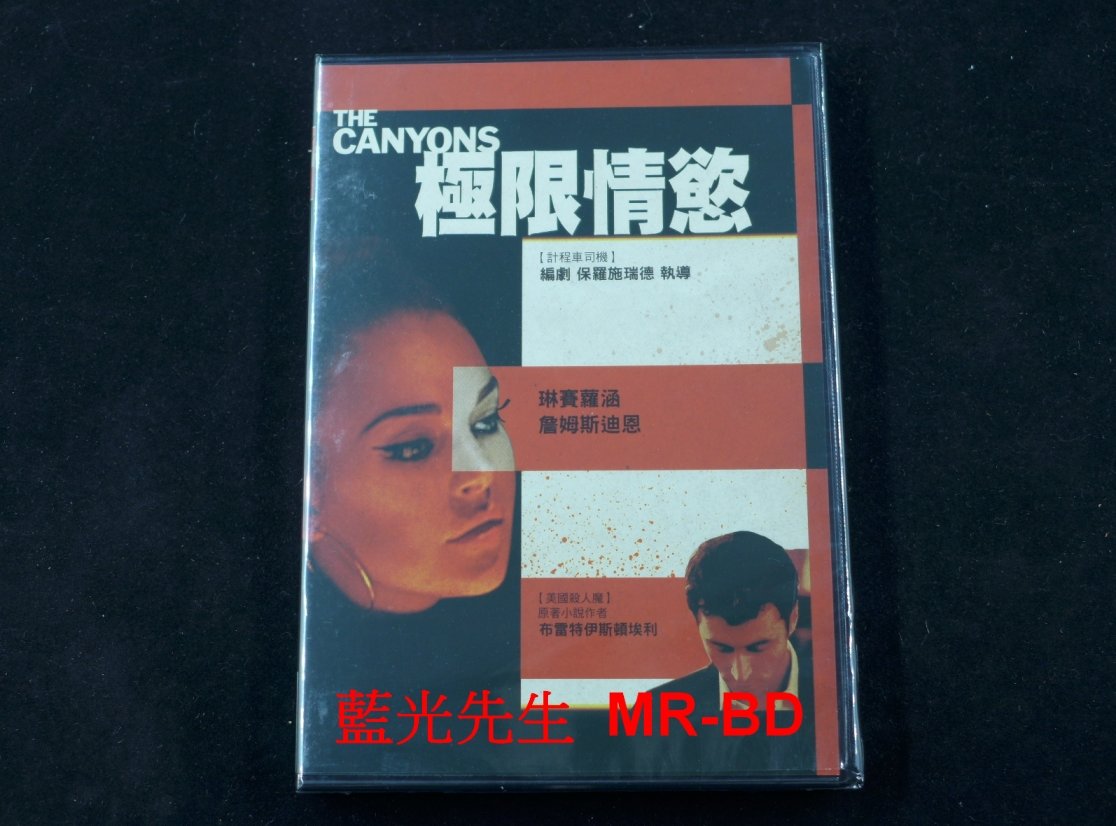 THE
CANYONS
極限情慾
【計程車司機】
編劇 保羅施瑞德 執導
琳賽蘿涵
詹姆斯迪恩
【美國殺人魔】
原著小說作者
布雷特伊斯頓埃利
藍光先生 MR-BD